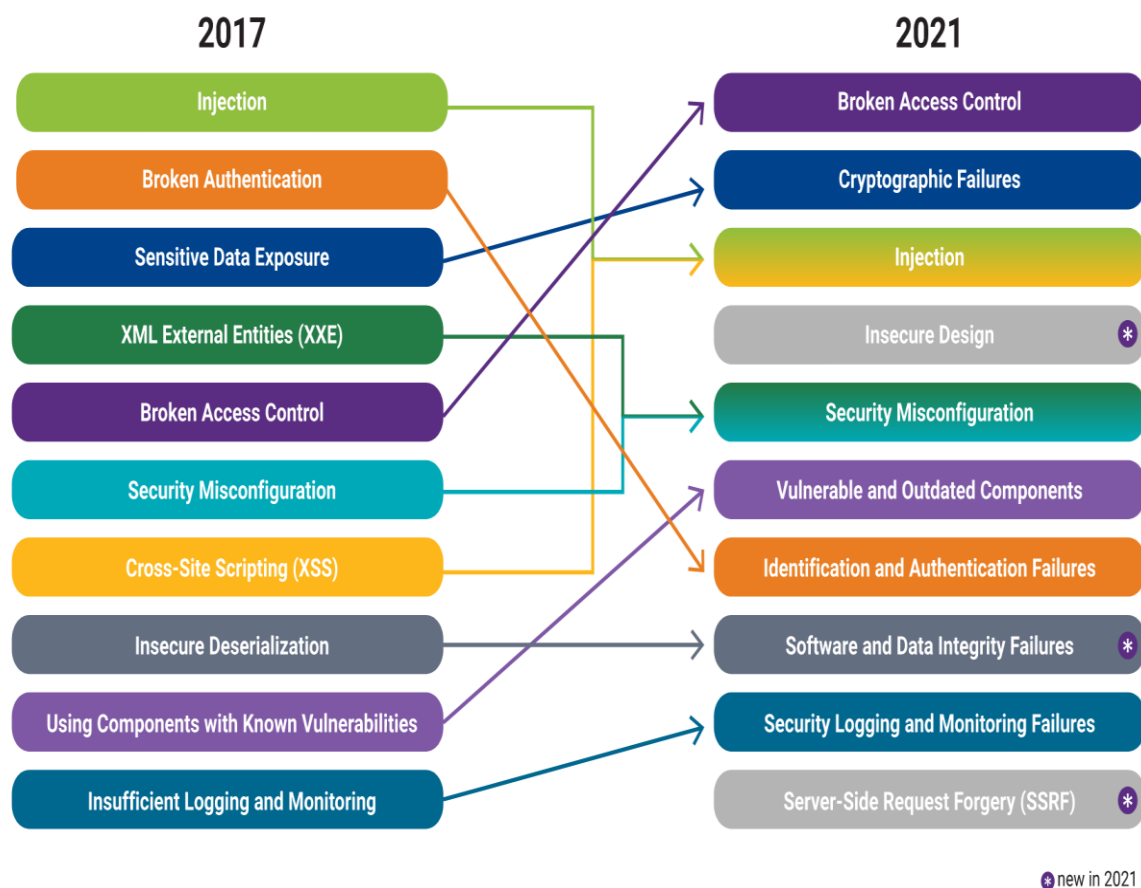 2017
2021
Injection
Broken Access Control
Broken Authentication
Cryptographic Failures
Sensitive Data Exposure
Injection
XML External Entities (XXE)
Insecure Design *
Broken Access Control
Security Misconfiguration
Security Misconfiguration
Vulnerable and Outdated Components
Cross-Site Scripting (XSS)
Identification and Authentication Failures
Insecure Deserialization
Software and Data Integrity Failures *
Using Components with Known Vulnerabilities
Security Logging and Monitoring Failures
Insufficient Logging and Monitoring
Server-Side Request Forgery (SSRF) *
* new in 2021